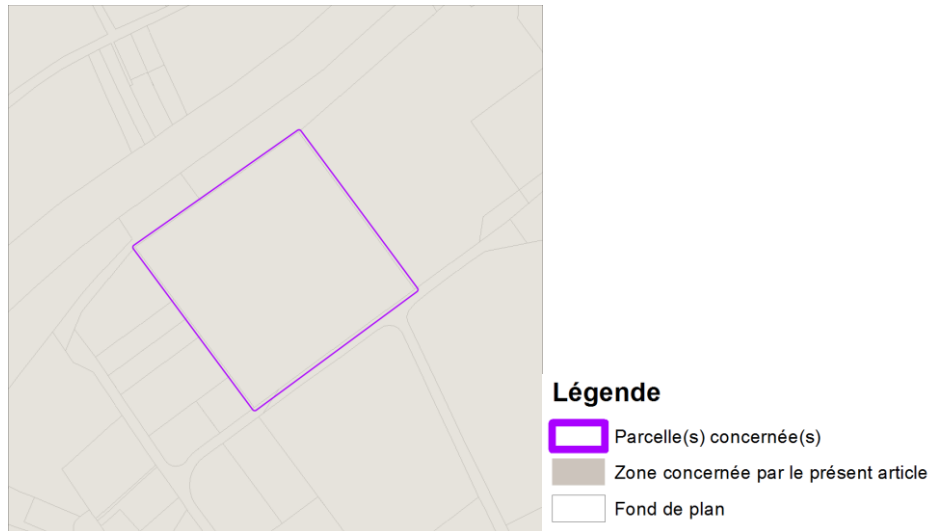 Légende
Parcelle(s) concernée(s)
Zone concernée par le présent article
Fond de plan